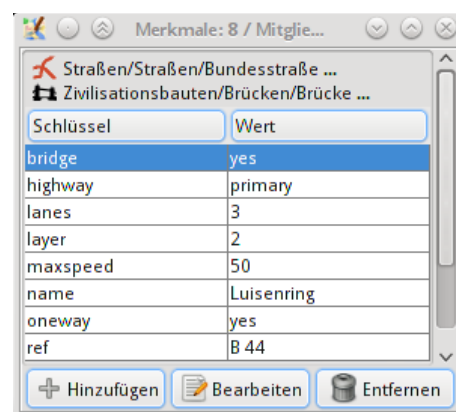 Merkmale: 8 / Mitglie...
Straßen/Straßen/Bundesstraße ...
Zivilisationsbauten/Brücken/Brücke ...
Schlüssel Wert
bridge yes
highway primary
lanes 3
layer 2
maxspeed 50
name Luisenring
oneway yes
ref B 44
Hinzufügen Bearbeiten Entfernen